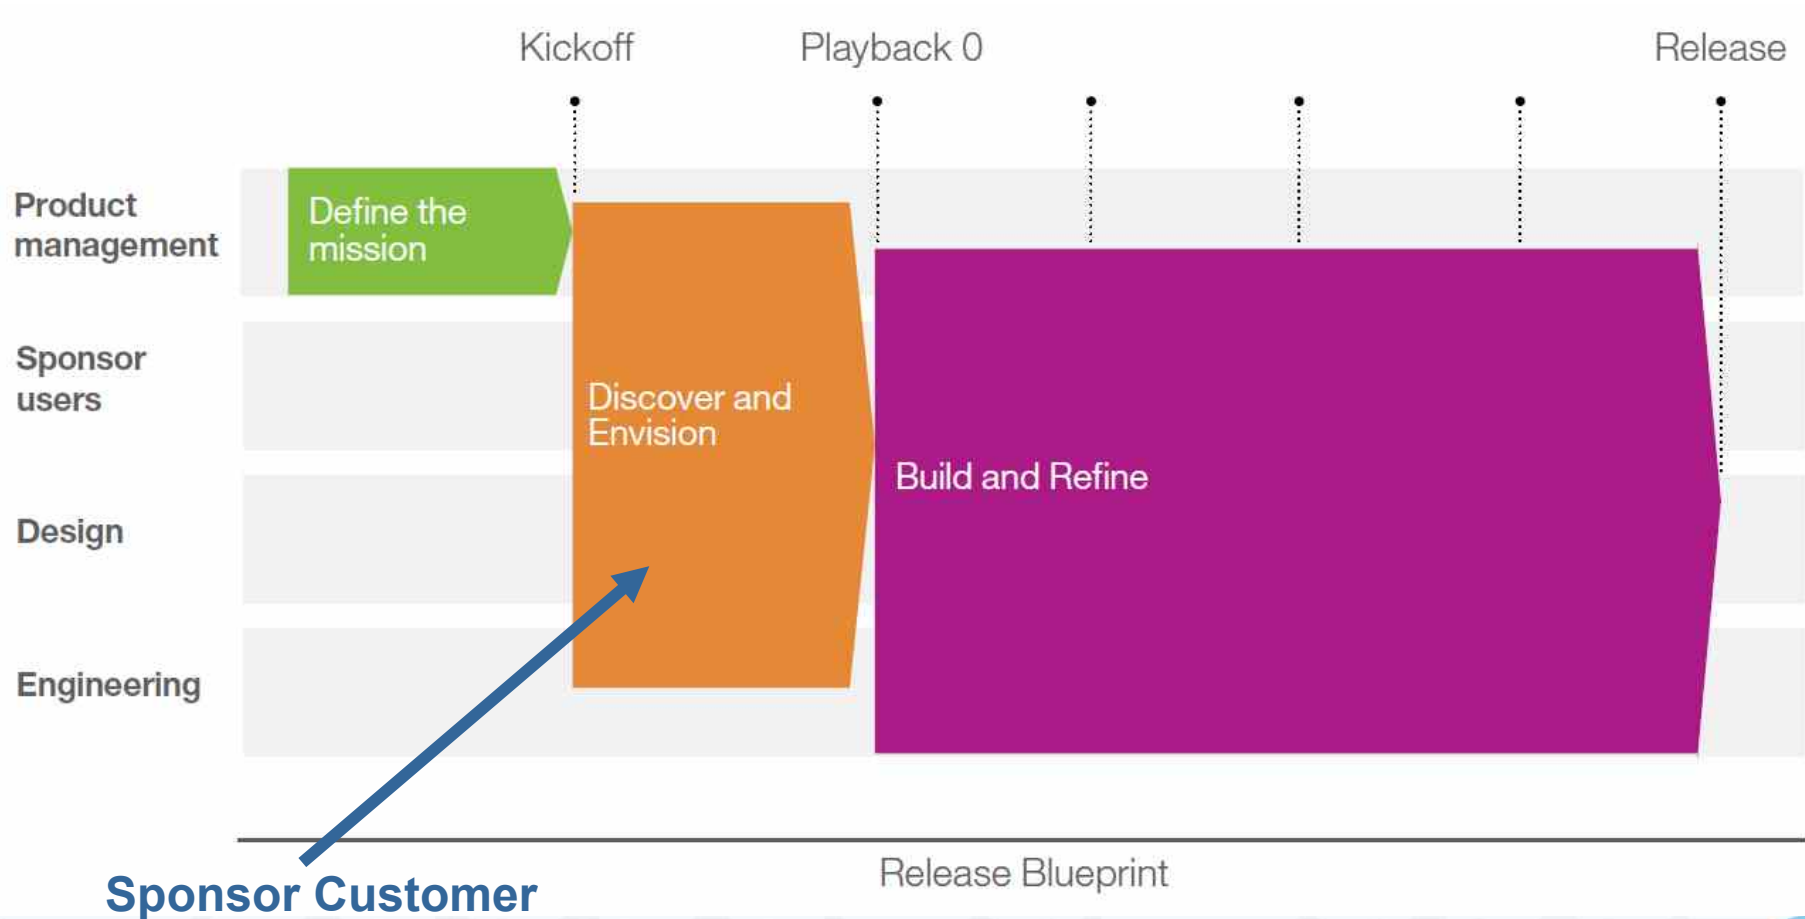 Kickoff
Playback 0
Release
Product
management
Define the
mission
Sponsor
users
Discover and
Envision
Build and Refine
Design
Engineering
Release Blueprint
Sponsor Customer